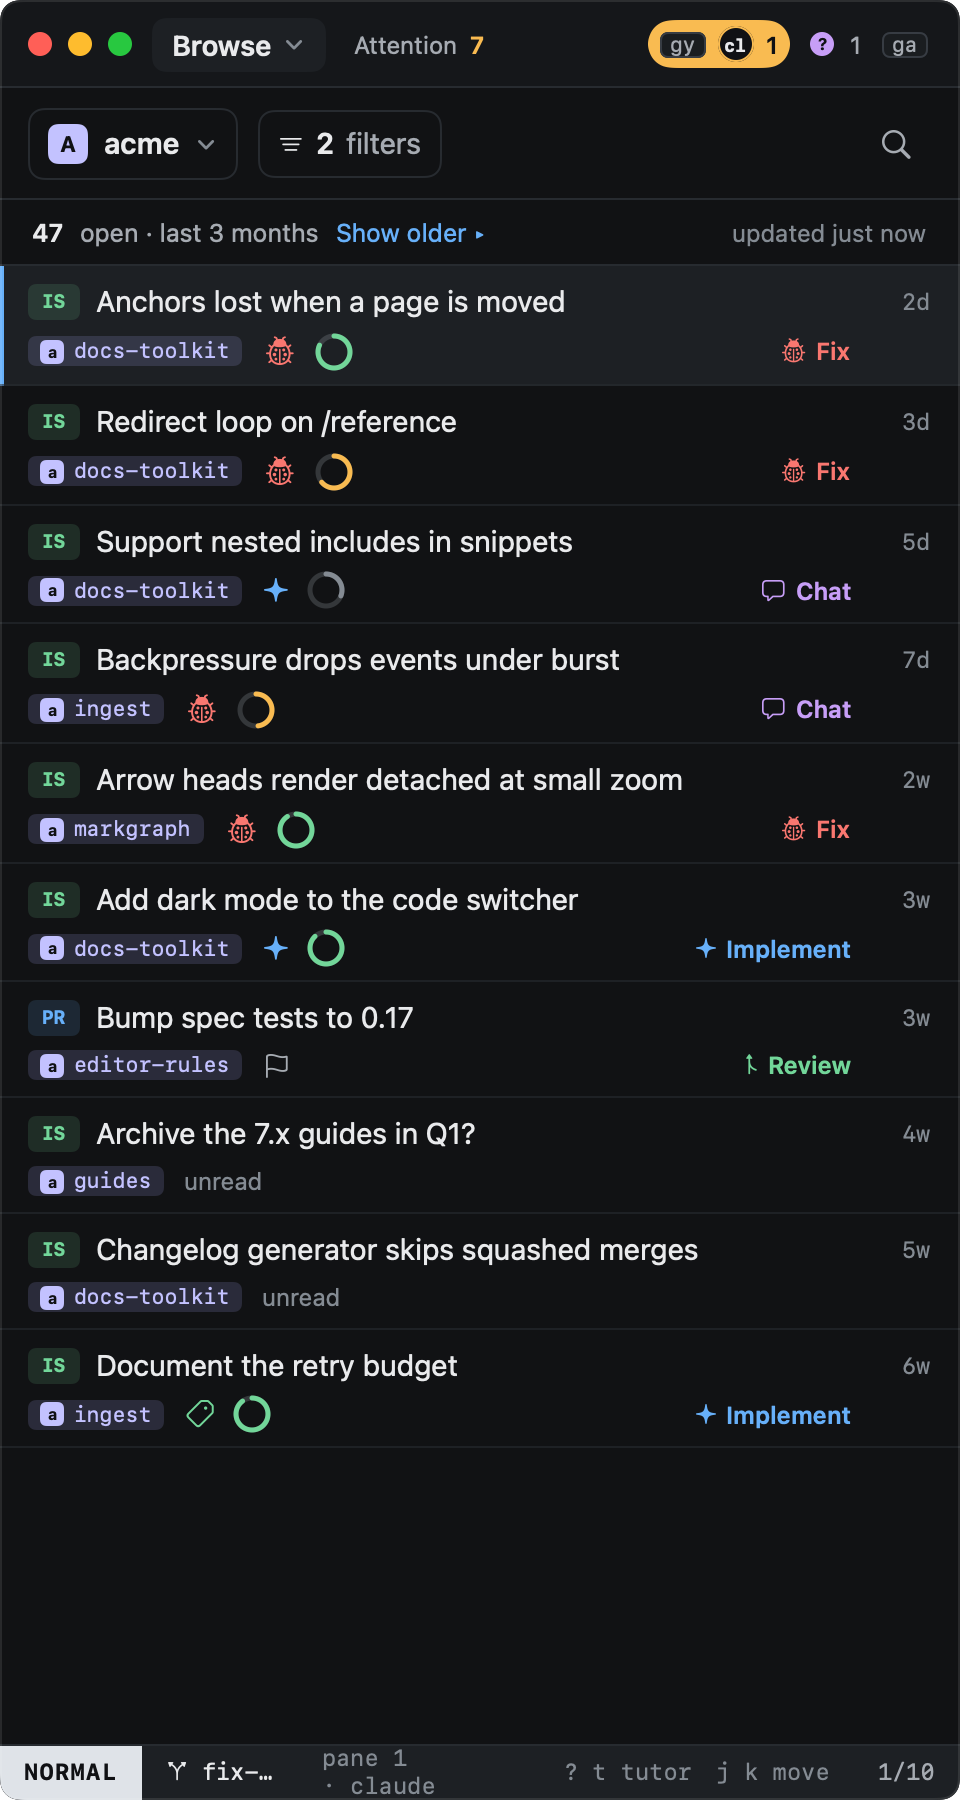 Browse Attention 7 gy cl 1 ? 1 ga
A acme 2 filters
47 open · last 3 months Show older ▸ updated just now
IS Anchors lost when a page is moved 2d
a docs-toolkit Fix
IS Redirect loop on /reference 3d
a docs-toolkit Fix
IS Support nested includes in snippets 5d
a docs-toolkit Chat
IS Backpressure drops events under burst 7d
a ingest Chat
IS Arrow heads render detached at small zoom 2w
a markgraph Fix
IS Add dark mode to the code switcher 3w
a docs-toolkit Implement
PR Bump spec tests to 0.17 3w
a editor-rules Review
IS Archive the 7.x guides in Q1? 4w
a guides unread
IS Changelog generator skips squashed merges 5w
a docs-toolkit unread
IS Document the retry budget 6w
a ingest Implement
NORMAL fix-… pane 1 · claude ? t tutor j k move 1/10